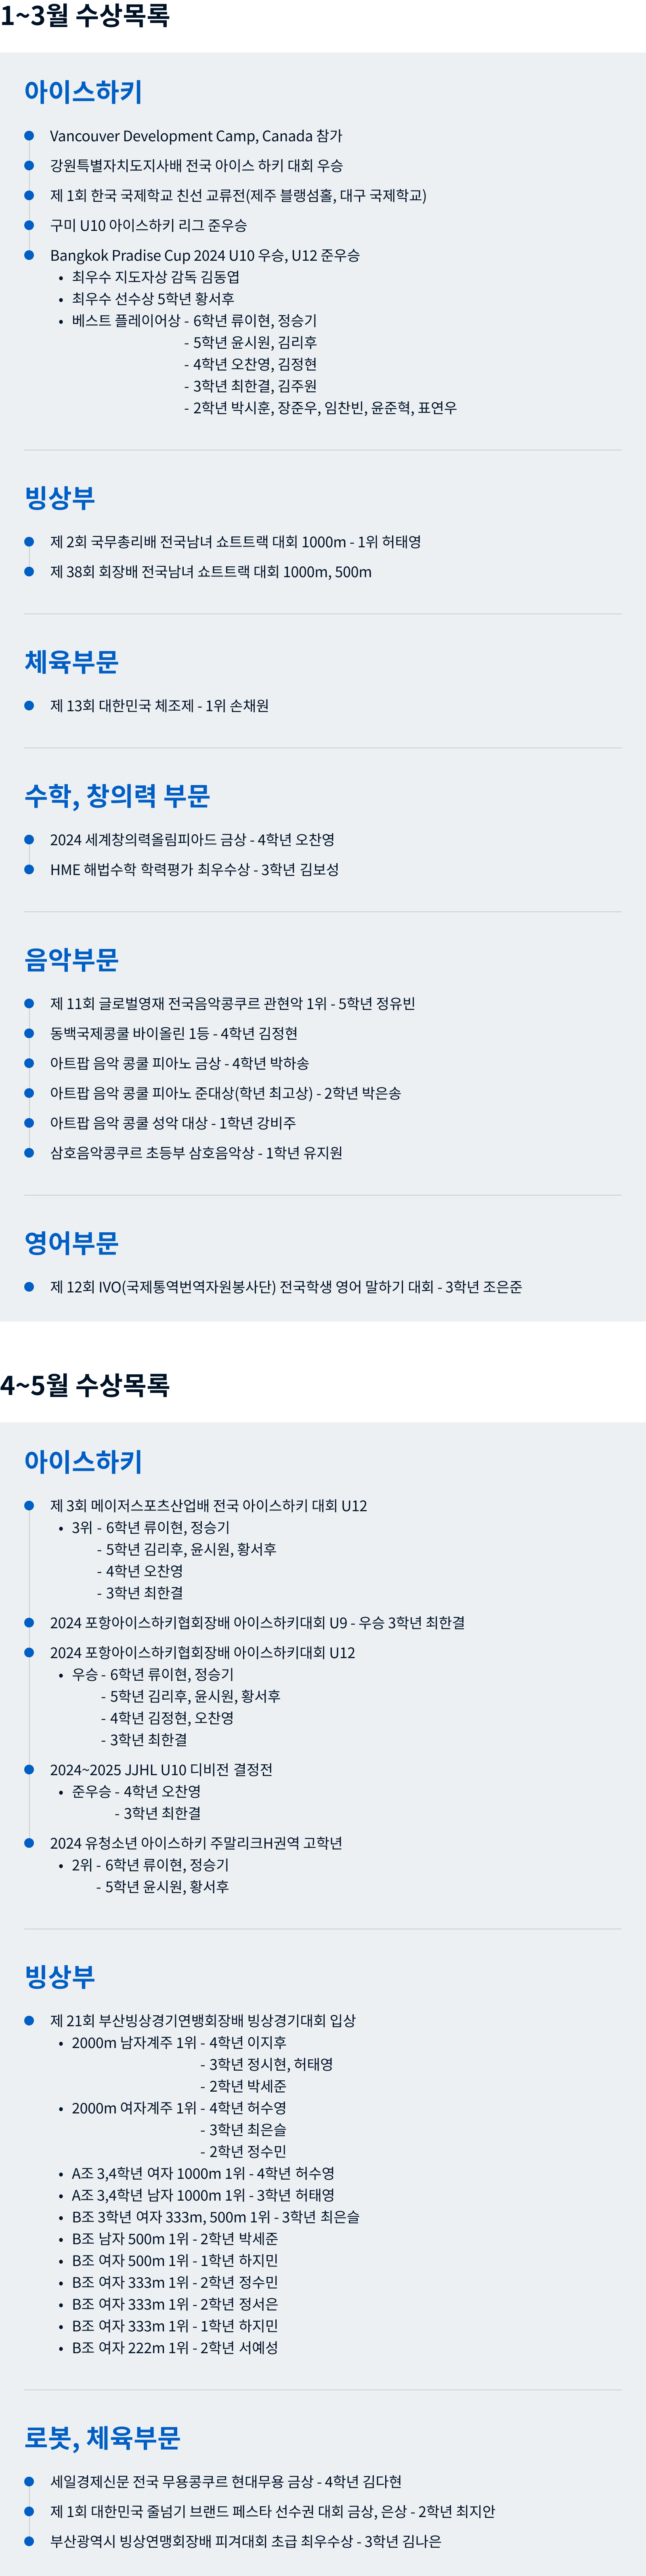 1~3월 수상목록
아이스하키
Vancouver Development Camp, Canada 참가
강원특별자치도지사배 전국 아이스 하키 대회 우승
제 1회 한국 국제학교 친선 교류전(제주 블랭섬홀, 대구 국제학교)
구미 U10 아이스하키 리그 준우승
Bangkok Pradise Cup 2024 U10 우승, U12 준우승
• 최우수 지도자상 감독 김동엽
• 최우수 선수상 5학년 황서후
• 베스트 플레이어상 - 6학년 류이현, 정승기
- 5학년 윤시원, 김리후
- 4학년 오찬영, 김정현
- 3학년 최한결, 김주원
- 2학년 박시훈, 장준우, 임찬빈, 윤준혁, 표연우
빙상부
제 2회 국무총리배 전국남녀 쇼트트랙 대회 1000m - 1위 허태영
제 38회 회장배 전국남녀 쇼트트랙 대회 1000m, 500m
체육부문
제 13회 대한민국 체조제 - 1위 손채원
수학, 창의력 부문
2024 세계창의력올림피아드 금상 - 4학년 오찬영
HME 해법수학 학력평가 최우수상 - 3학년 김보성
음악부문
제 11회 글로벌영재 전국음악콩쿠르 관현악 1위 - 5학년 정유빈
동백국제콩쿨 바이올린 1등 - 4학년 김정현
아트팝 음악 콩쿨 피아노 금상 - 4학년 박하송
아트팝 음악 콩쿨 피아노 준대상(학년 최고상) - 2학년 박은송
아트팝 음악 콩쿨 성악 대상 - 1학년 강비주
삼호음악콩쿠르 초등부 삼호음악상 - 1학년 유지원
영어부문
제 12회 IVO(국제통역번역자원봉사단) 전국학생 영어 말하기 대회 - 3학년 조은준
4~5월 수상목록
아이스하키
제 3회 메이저스포츠산업배 전국 아이스하키 대회 U12
• 3위 - 6학년 류이현, 정승기
- 5학년 김리후, 윤시원, 황서후
- 4학년 오찬영
- 3학년 최한결
2024 포항아이스하키협회장배 아이스하키대회 U9 - 우승 3학년 최한결
2024 포항아이스하키협회장배 아이스하키대회 U12
• 우승 - 6학년 류이현, 정승기
- 5학년 김리후, 윤시원, 황서후
- 4학년 김정현, 오찬영
- 3학년 최한결
2024~2025 JJHL U10 디비전 결정전
• 준우승 - 4학년 오찬영
- 3학년 최한결
2024 유청소년 아이스하키 주말리크H권역 고학년
• 2위 - 6학년 류이현, 정승기
- 5학년 윤시원, 황서후
빙상부
제 21회 부산빙상경기연뱅회장배 빙상경기대회 입상
• 2000m 남자계주 1위 - 4학년 이지후
- 3학년 정시현, 허태영
- 2학년 박세준
• 2000m 여자계주 1위 - 4학년 허수영
- 3학년 최은슬
- 2학년 정수민
• A조 3,4학년 여자 1000m 1위 - 4학년 허수영
• A조 3,4학년 남자 1000m 1위 - 3학년 허태영
• B조 3학년 여자 333m, 500m 1위 - 3학년 최은슬
• B조 남자 500m 1위 - 2학년 박세준
• B조 여자 500m 1위 - 1학년 하지민
• B조 여자 333m 1위 - 2학년 정수민
• B조 여자 333m 1위 - 2학년 정서은
• B조 여자 333m 1위 - 1학년 하지민
• B조 여자 222m 1위 - 2학년 서예성
로봇, 체육부문
세일경제신문 전국 무용콩쿠르 현대무용 금상 - 4학년 김다현
제 1회 대한민국 줄넘기 브랜드 페스타 선수권 대회 금상, 은상 - 2학년 최지안
부산광역시 빙상연맹회장배 피겨대회 초급 최우수상 - 3학년 김나은